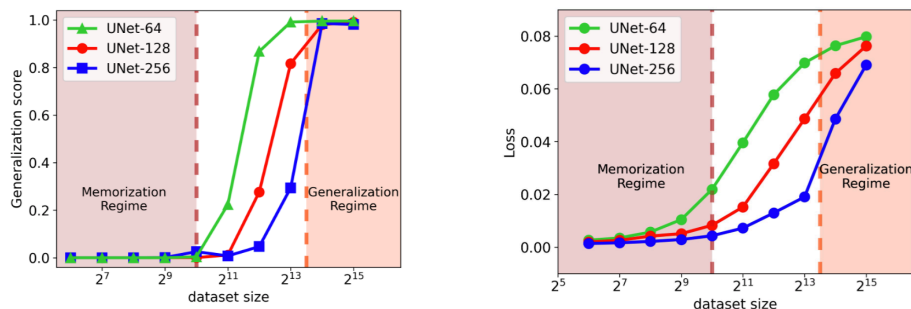 Generalization score
1.0
0.8
0.6
0.4
0.2
0.0
UNet-64
UNet-128
UNet-256
Memorization
Regime
Generalization
Regime
2^7
2^9
2^11
2^13
2^15
dataset size
Loss
0.08
0.06
0.04
0.02
0.00
UNet-64
UNet-128
UNet-256
Memorization
Regime
Generalization
Regime
2^5
2^7
2^9
2^11
2^13
2^15
dataset size